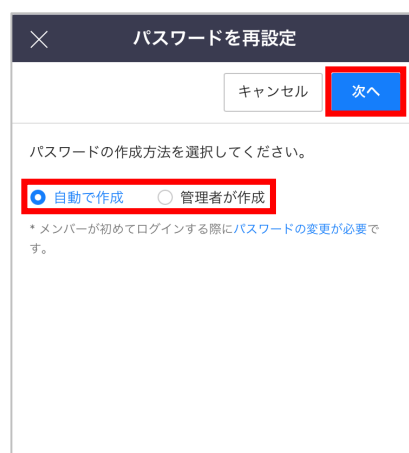 パスワードを再設定
キャンセル 次へ
パスワードの作成方法を選択してください。
自動で作成 管理者が作成
* メンバーが初めてログインする際にパスワードの変更が必要で
す。